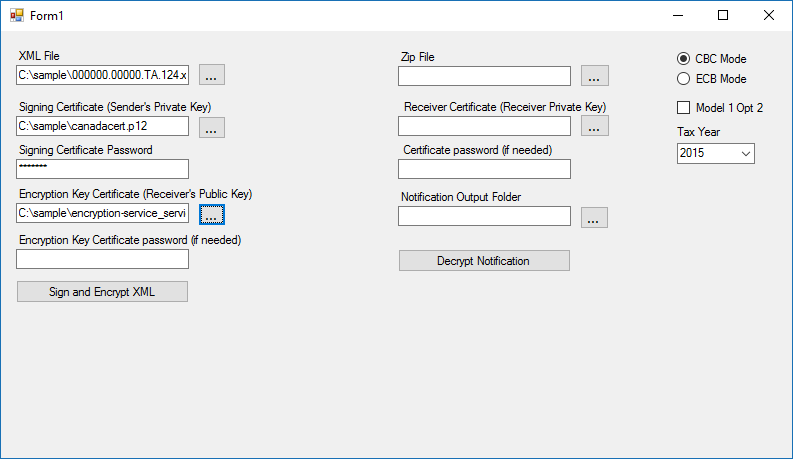 Form1
XML File
C:\sample\000000.00000.TA.124.x
...
Signing Certificate (Sender's Private Key)
C:\sample\canadacert.p12
...
Signing Certificate Password
*******
Encryption Key Certificate (Receiver's Public Key)
C:\sample\encryption-service_servi
...
Encryption Key Certificate password (if needed)
Sign and Encrypt XML
Zip File
...
Receiver Certificate (Receiver Private Key)
...
Certificate password (if needed)
Notification Output Folder
...
Decrypt Notification
CBC Mode
ECB Mode
Model 1 Opt 2
Tax Year
2015